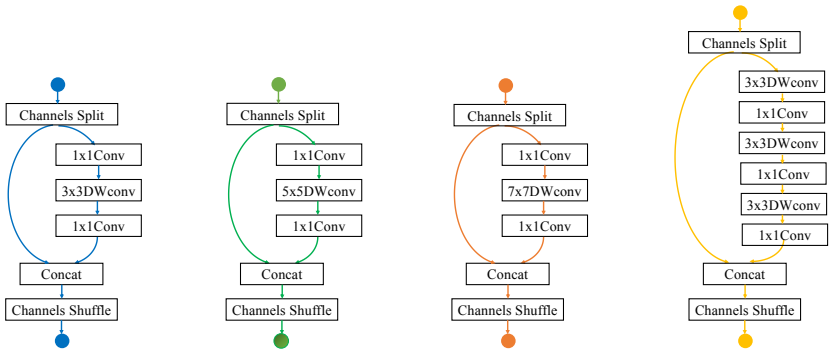 Channels Split
1x1Conv
3x3DWconv
1x1Conv
Concat
Channels Shuffle
Channels Split
1x1Conv
5x5DWconv
1x1Conv
Concat
Channels Shuffle
Channels Split
1x1Conv
7x7DWconv
1x1Conv
Concat
Channels Shuffle
Channels Split
3x3DWconv
1x1Conv
3x3DWconv
1x1Conv
3x3DWconv
1x1Conv
Concat
Channels Shuffle